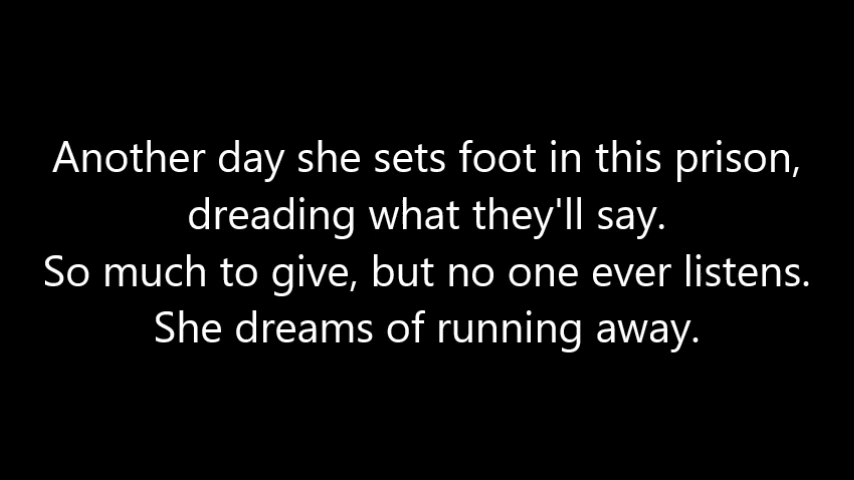 Another day she sets foot in this prison,
dreading what they'll say.
So much to give, but no one ever listens.
She dreams of running away.